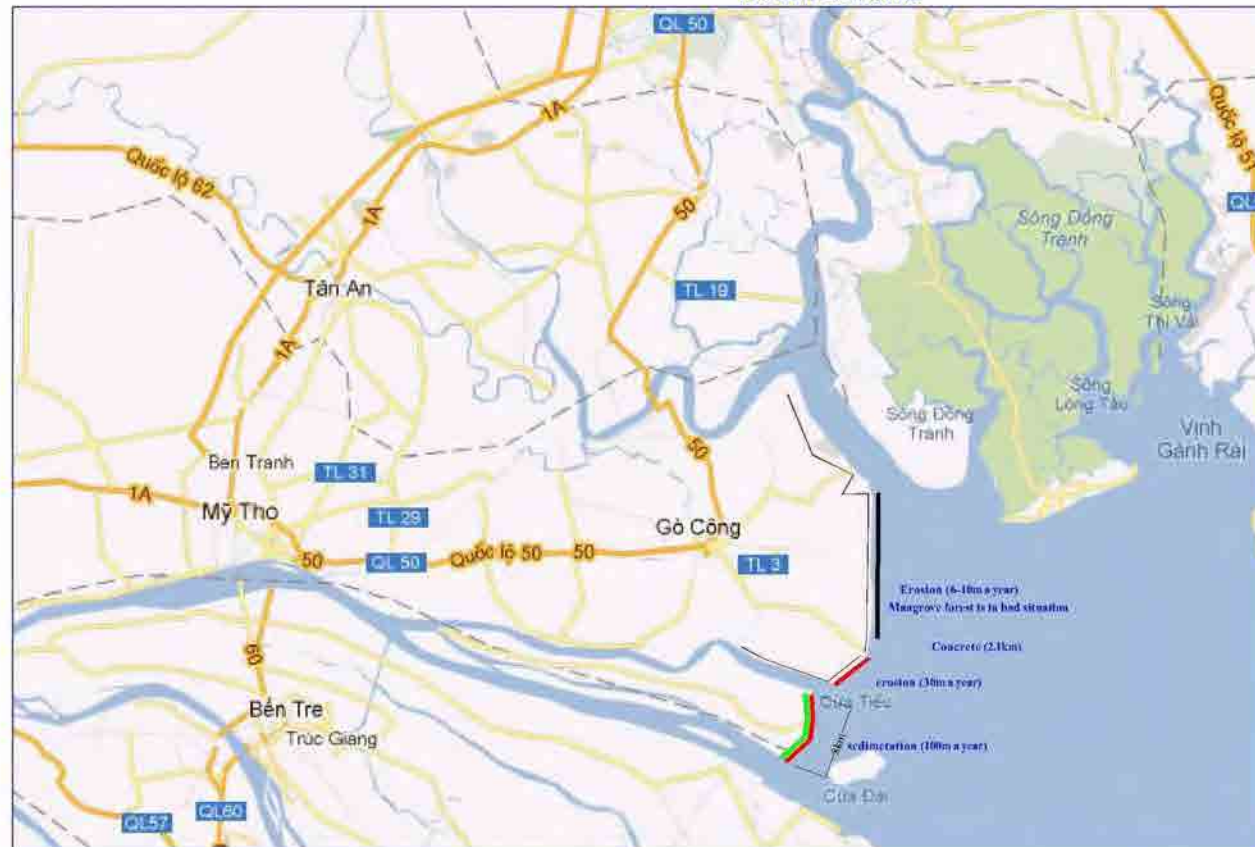 QL 50
1A
Quốc lộ 51
Quốc lộ 62
QL
1A
50
Sông Đồng
Tranh
Tân An
TL 19
Sông
Thị Vải
1A
Sông
Lòng Tàu
Sông Đồng
Tranh
Vịnh
Gành Rái
50
Ben Tranh
TL 31
1A
Mỹ Tho
TL 29
Gò Công
50
QL 50
Quốc lộ 50
50
TL 3
Erosion (6-10m a year)
Mangrove forest is in bad situation
Concrete (2.1km)
60
erosion (30m a year)
Cửa Tiểu
Bến Tre
Trúc Giang
8km
sedimetation (100m a year)
Cửa Đại
QL60
QL57